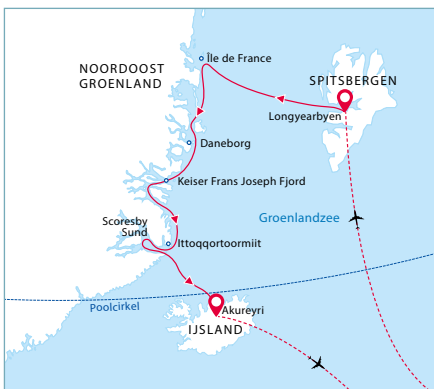 Île de France
NOORDOOST
GROENLAND
SPITSBERGEN
Longyearbyen
Daneborg
Keiser Frans Joseph Fjord
Scoresby
Sund
Groenlandzee
Ittoqqortoormiit
Poolcirkel
Akureyri
IJSLAND